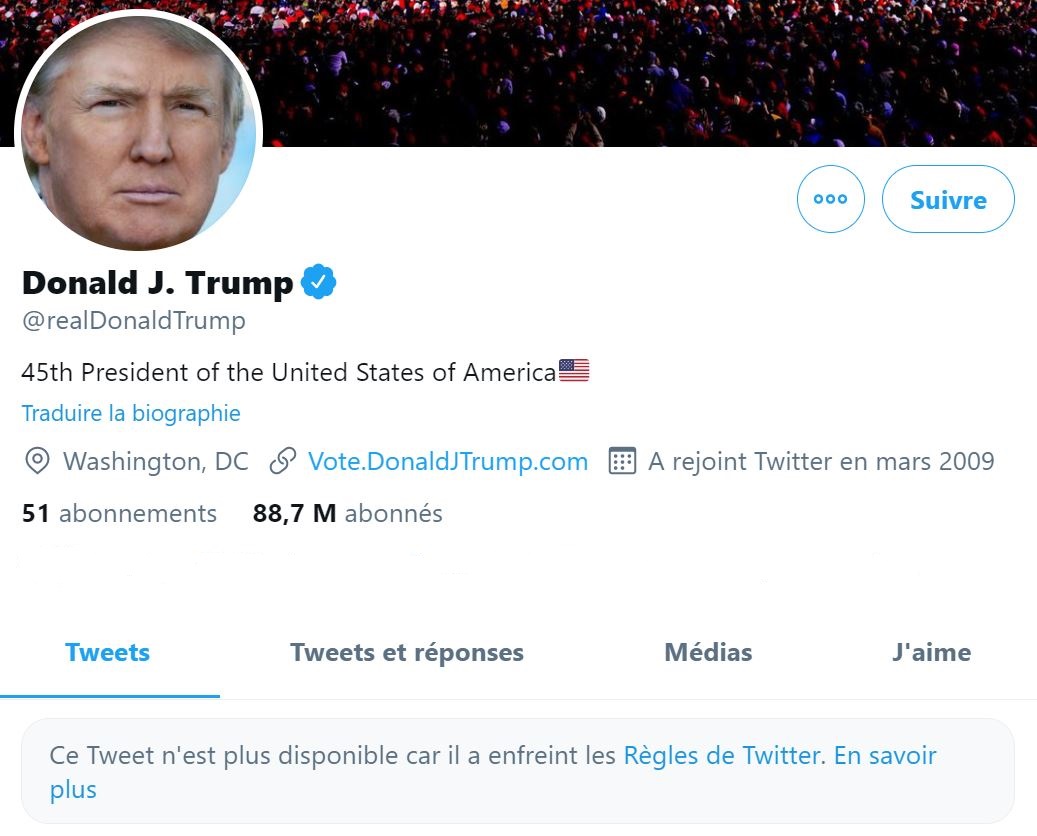 Suivre
Donald J. Trump
@realDonaldTrump
45th President of the United States of America
Traduire la biographie
Washington, DC Vote.DonaldJTrump.com A rejoint Twitter en mars 2009
51 abonnements 88,7 M abonnés
Tweets Tweets et réponses Médias J'aime
Ce Tweet n'est plus disponible car il a enfreint les Règles de Twitter. En savoir
plus